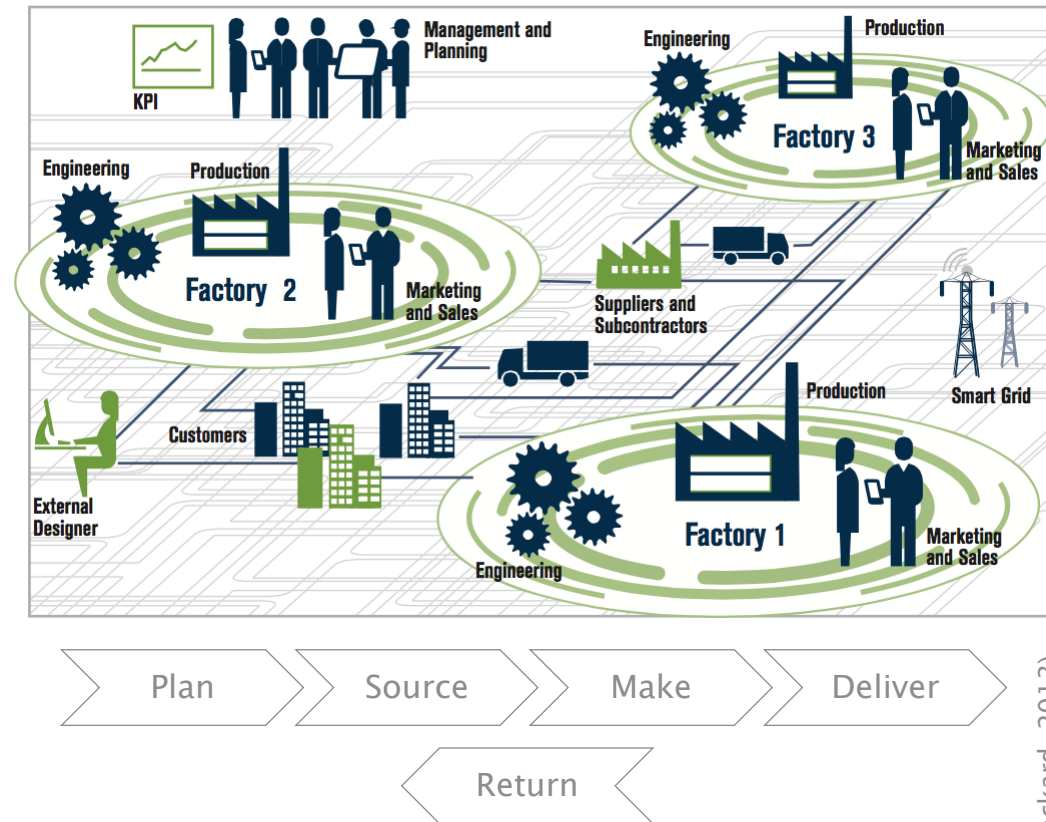 Management and
Planning
KPI
Engineering
Production
Factory 3
Marketing
and Sales
Engineering
Production
Factory 2
Marketing
and Sales
Suppliers and
Subcontractors
Smart Grid
Customers
External
Designer
Production
Factory 1
Engineering
Marketing
and Sales
Plan
Source
Make
Deliver
Return
2013)